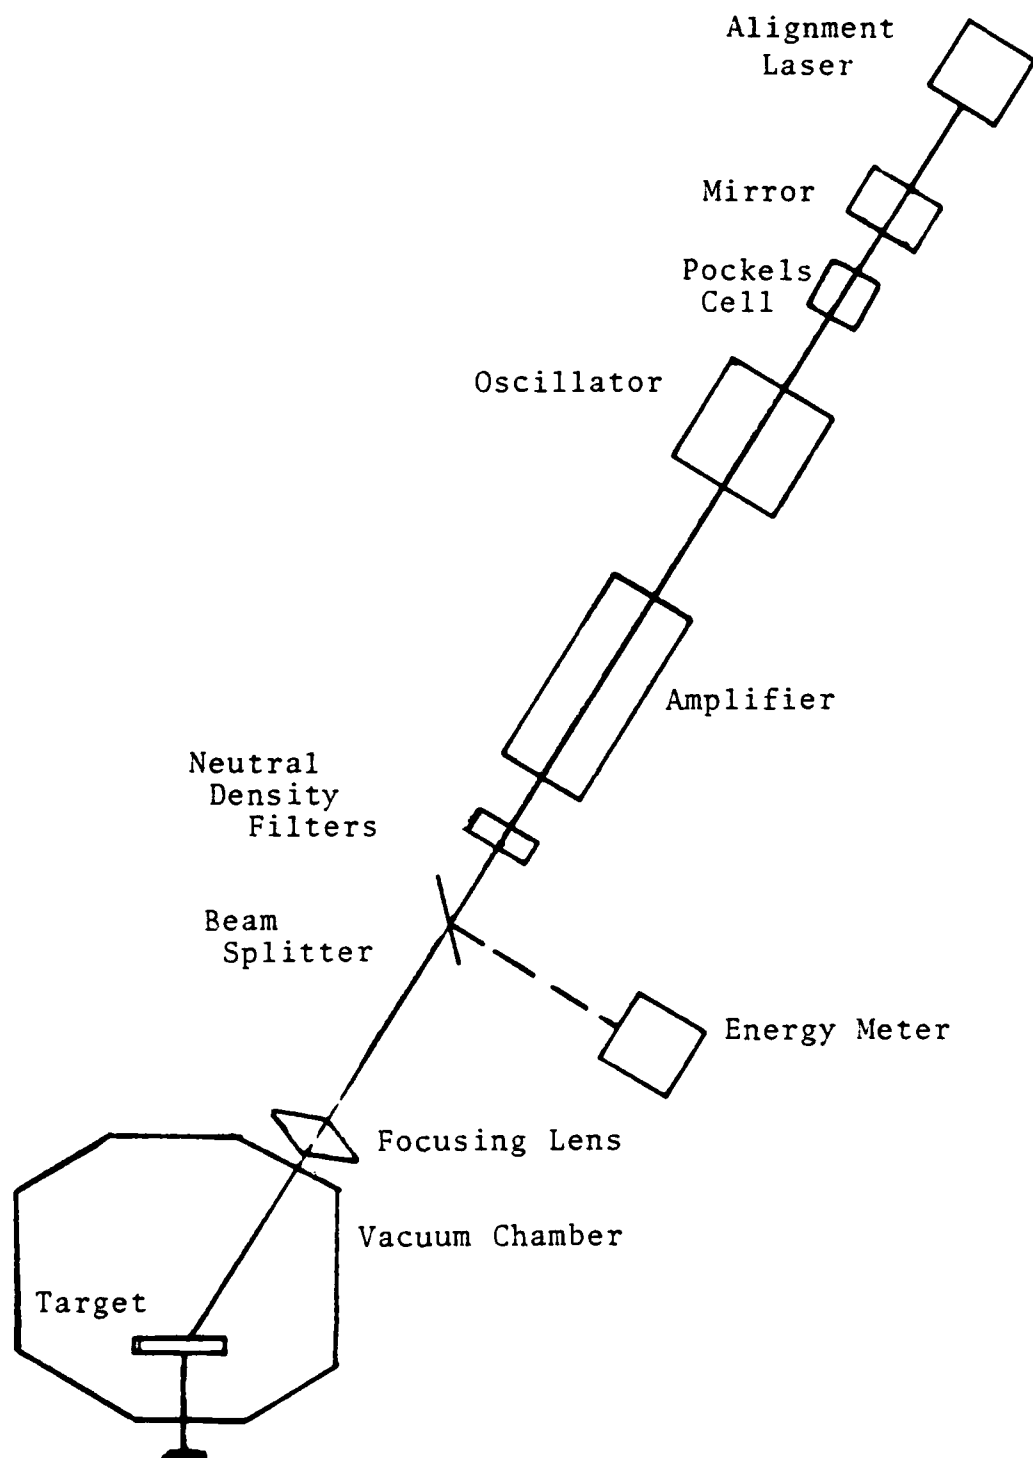 Alignment
Laser
Mirror
Pockels
Cell
Oscillator
Amplifier
Neutral
Density
Filters
Beam
Splitter
Energy Meter
Focusing Lens
Vacuum Chamber
Target